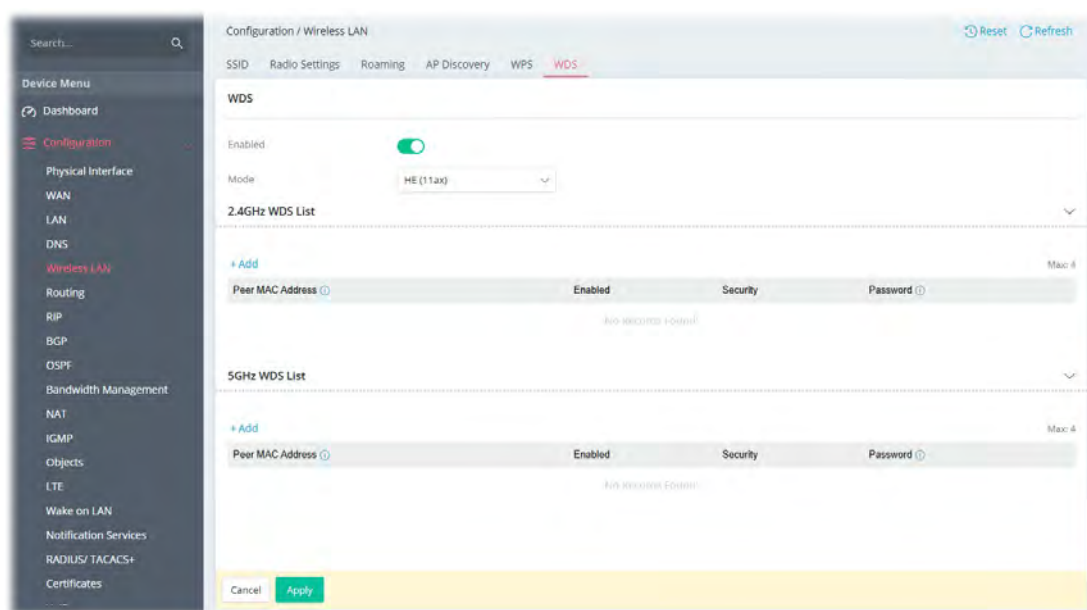 Search...
Configuration / Wireless LAN
Reset
Refresh
SSID
Radio Settings
Roaming
AP Discovery
WPS
WDS
Device Menu
Dashboard
Configuration
Physical Interface
WAN
LAN
DNS
Wireless LAN
Routing
RIP
BGP
OSPF
Bandwidth Management
NAT
IGMP
Objects
LTE
Wake on LAN
Notification Services
RADIUS/ TACACS+
Certificates
WDS
Enabled
Mode
HE (11ax)
2.4GHz WDS List
+ Add
Max: 4
Peer MAC Address
Enabled
Security
Password
No Records Found!
5GHz WDS List
+ Add
Max: 4
Peer MAC Address
Enabled
Security
Password
No Records Found!
Cancel
Apply